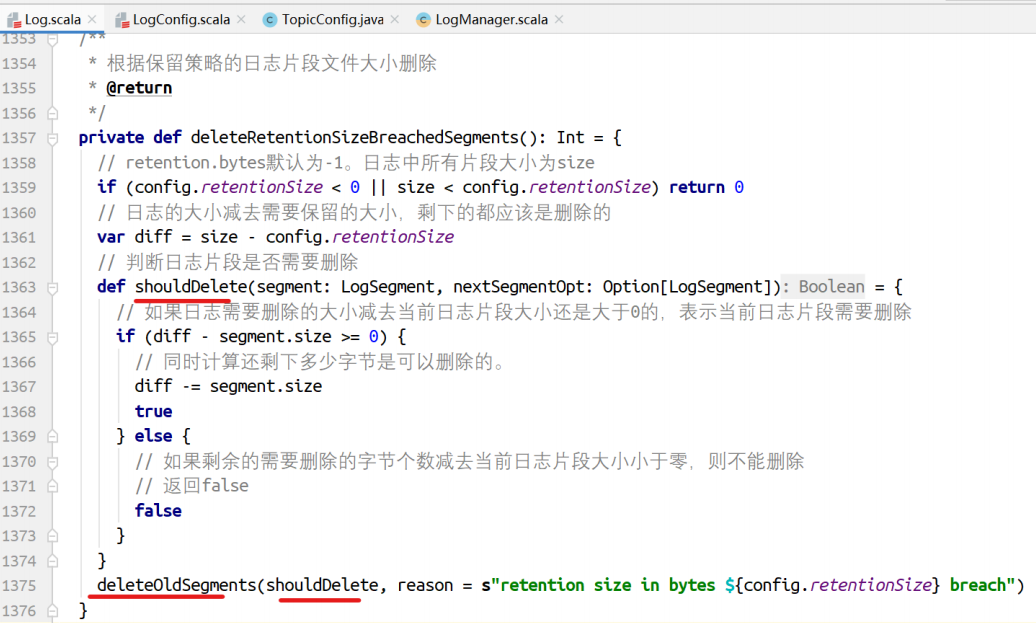 Log.scala × LogConfig.scala × TopicConfig.java × LogManager.scala ×
1353 /**
1354 * 根据保留策略的日志片段文件大小删除
1355 * @return
1356 */
1357 private def deleteRetentionSizeBreachedSegments(): Int = {
1358 // retention.bytes默认为-1。日志中所有片段大小为size
1359 if (config.retentionSize < 0 || size < config.retentionSize) return 0
1360 // 日志的大小减去需要保留的大小，剩下的都应该是删除的
1361 var diff = size - config.retentionSize
1362 // 判断日志片段是否需要删除
1363 def shouldDelete(segment: LogSegment, nextSegmentOpt: Option[LogSegment]): Boolean = {
1364 // 如果日志需要删除的大小减去当前日志片段大小还是大于0的，表示当前日志片段需要删除
1365 if (diff - segment.size >= 0) {
1366 // 同时计算还剩下多少字节是可以删除的。
1367 diff -= segment.size
1368 true
1369 } else {
1370 // 如果剩余的需要删除的字节个数减去当前日志片段大小小于零，则不能删除
1371 // 返回false
1372 false
1373 }
1374 }
1375 deleteOldSegments(shouldDelete, reason = s"retention size in bytes ${config.retentionSize} breach")
1376 }